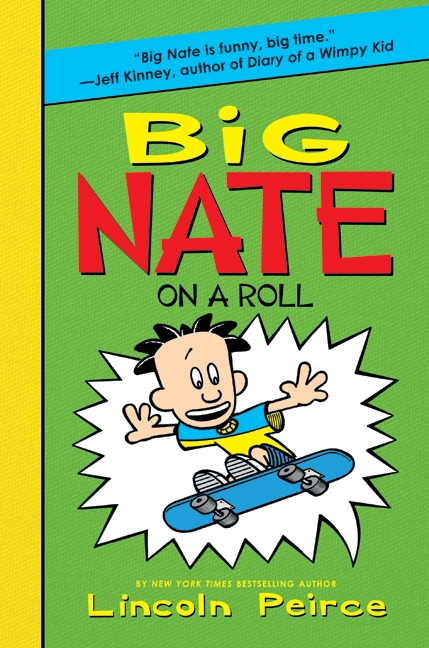 “Big Nate is funny, big time.”
—Jeff Kinney, author of Diary of a Wimpy Kid
BiG
NATE
ON A ROLL
BY NEW YORK TIMES BESTSELLING AUTHOR
Lincoln Peirce